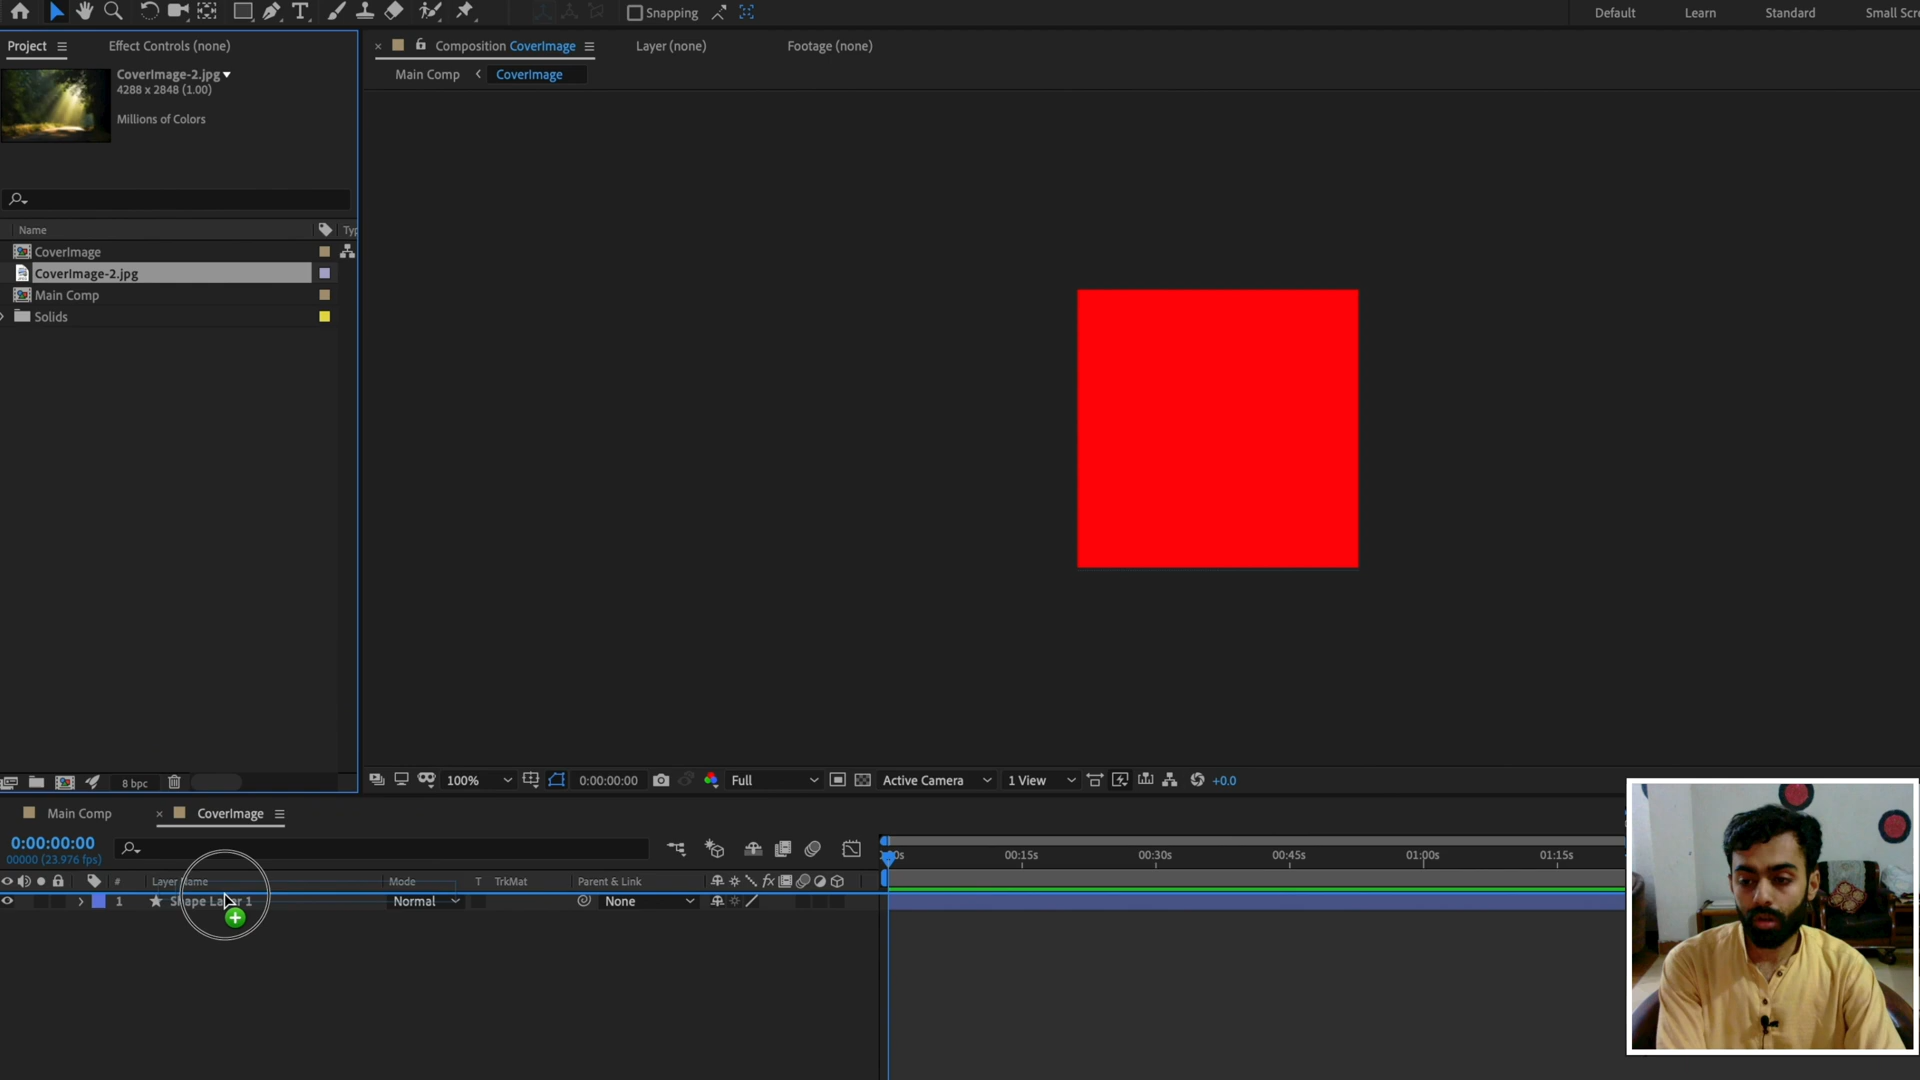 Snapping
Default
Learn
Standard
Small Scre
Project
Effect Controls (none)
Composition CoverImage
Layer (none)
Footage (none)
CoverImage-2.jpg
4288 x 2848 (1.00)
Millions of Colors
Main Comp
CoverImage
Name
Typ
CoverImage
CoverImage-2.jpg
Main Comp
Solids
8 bpc
100%
0:00:00:00
Full
Active Camera
1 View
+0.0
Main Comp
CoverImage
0:00:00:00
00000 (23.976 fps)
00s
00:15s
00:30s
00:45s
01:00s
01:15s
#
Layer Name
Mode
T
TrkMat
Parent & Link
fx
1
Shape Layer 1
Normal
None